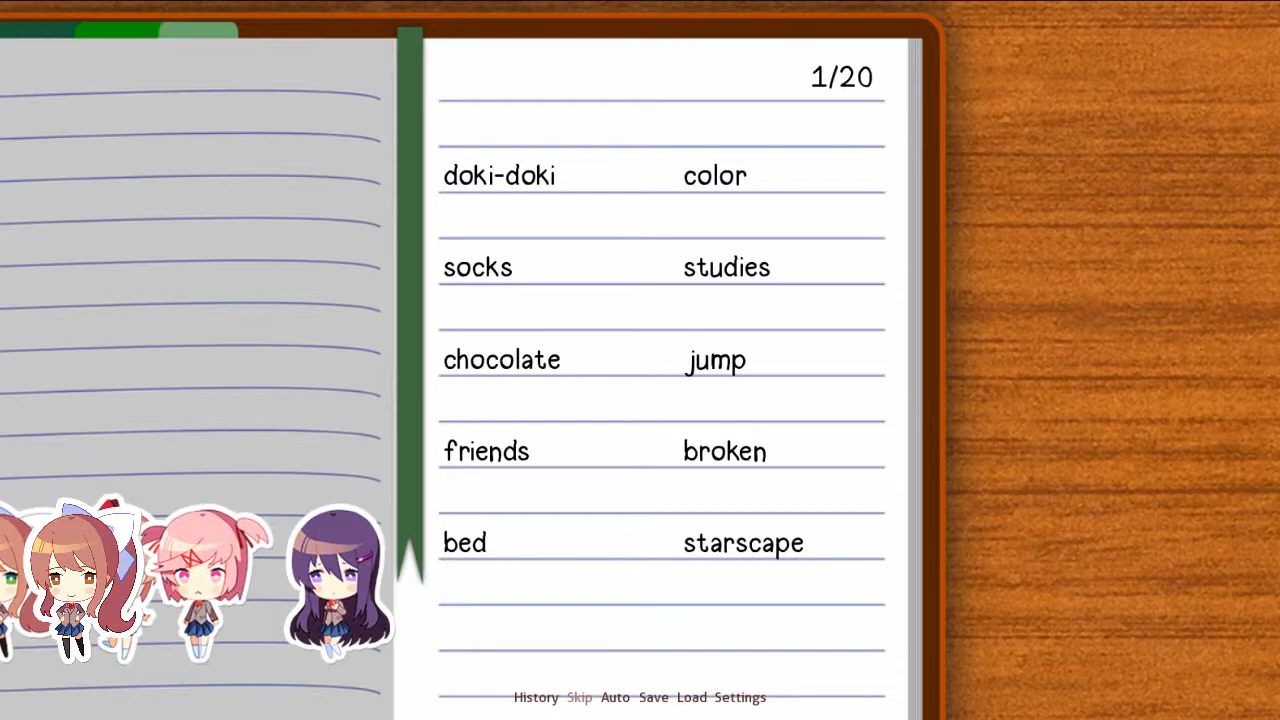 1/20
doki-doki color
socks studies
chocolate jump
friends broken
bed starscape
History Skip Auto Save Load Settings